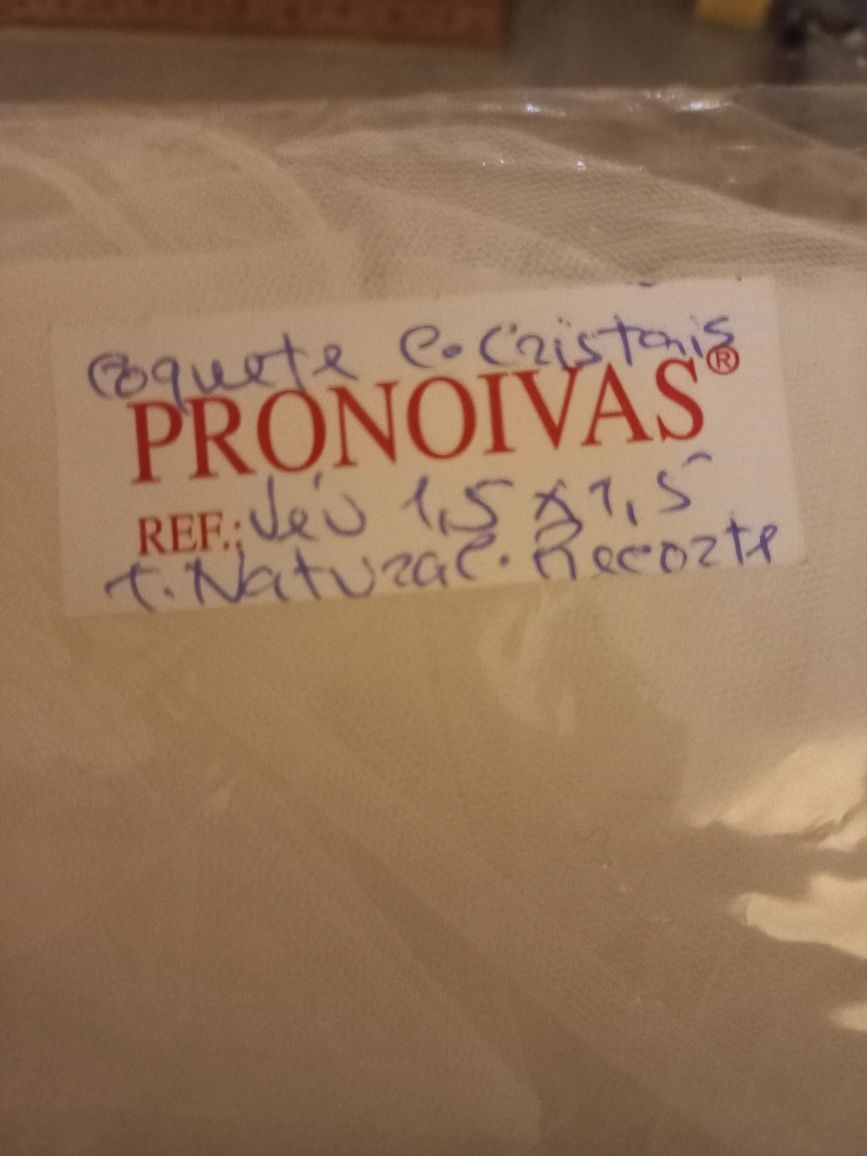 Coquete C. Cristais
PRONOIVAS®
REF.: Véu 1,5 x 1,5
t. Natural C. Recorte